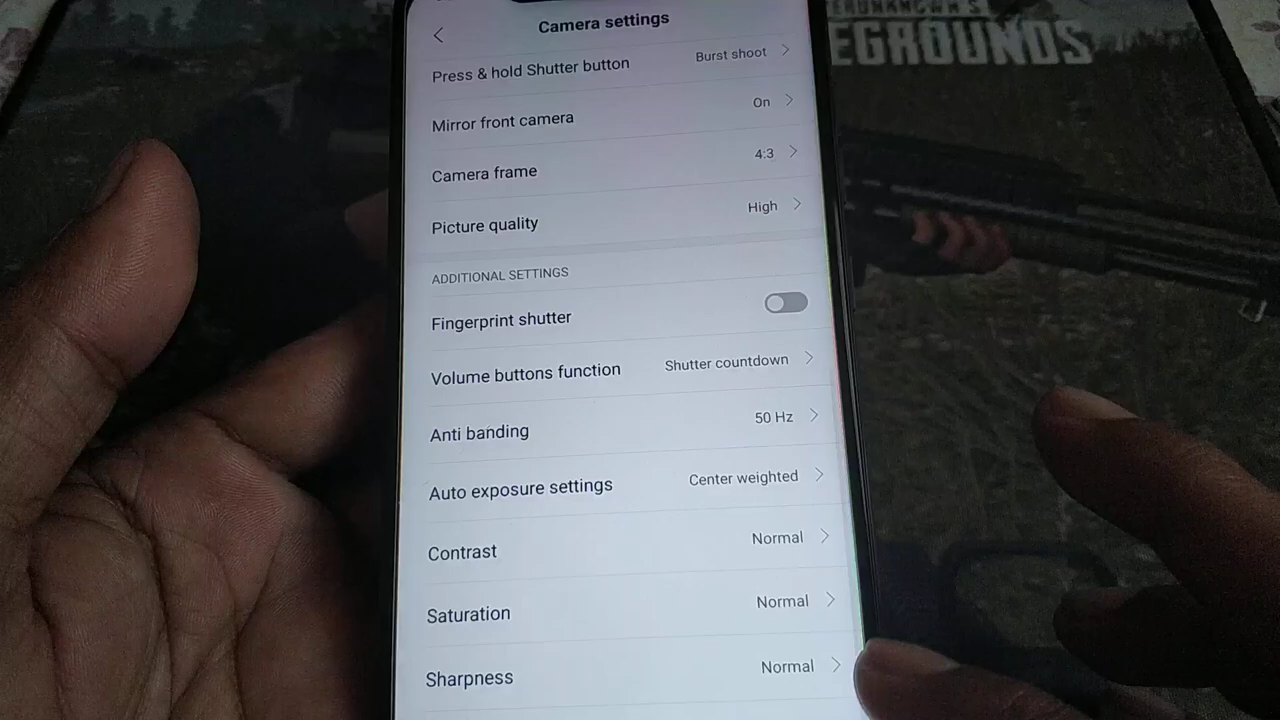 Camera settings
Press & hold Shutter button Burst shoot
Mirror front camera On
Camera frame 4:3
Picture quality High
ADDITIONAL SETTINGS
Fingerprint shutter
Volume buttons function Shutter countdown
Anti banding 50 Hz
Auto exposure settings Center weighted
Contrast Normal
Saturation Normal
Sharpness Normal
EGROUNDS